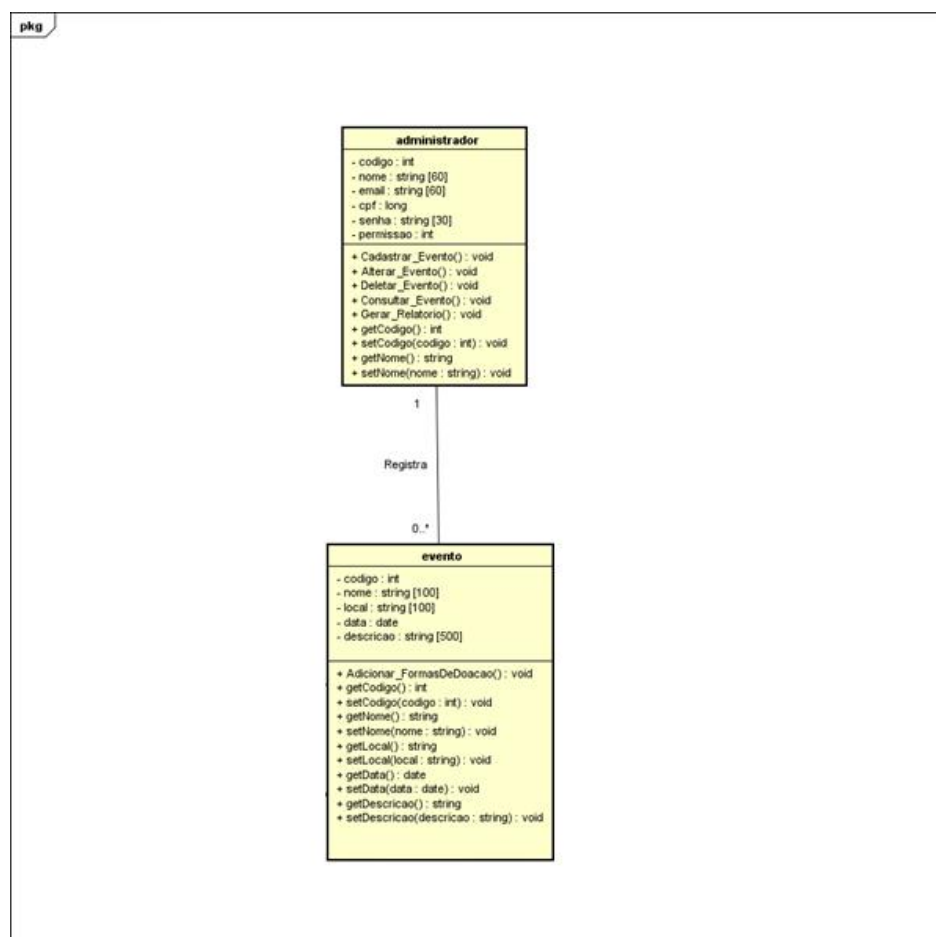 pkg
administrador
- codigo : int
- nome : string [60]
- email : string [60]
- cpf : long
- senha : string [30]
- permissao : int
+ Cadastrar_Evento() : void
+ Alterar_Evento() : void
+ Deletar_Evento() : void
+ Consultar_Evento() : void
+ Gerar_Relatorio() : void
+ getCodigo() : int
+ setCodigo(codigo : int) : void
+ getNome() : string
+ setNome(nome : string) : void
1
Registra
0..*
evento
- codigo : int
- nome : string [100]
- local : string [100]
- data : date
- descricao : string [500]
+ Adicionar_FormasDeDoacao() : void
+ getCodigo() : int
+ setCodigo(codigo : int) : void
+ getNome() : string
+ setNome(nome : string) : void
+ getLocal() : string
+ setLocal(local : string) : void
+ getData() : date
+ setData(data : date) : void
+ getDescricao() : string
+ setDescricao(descricao : string) : void